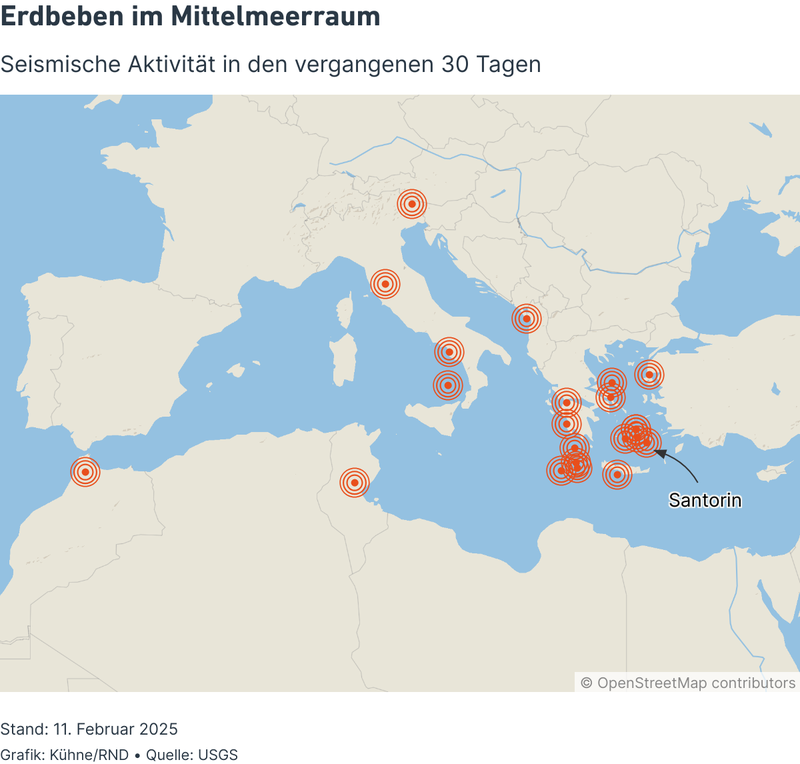 Erdbeben im Mittelmeerraum
Seismische Aktivität in den vergangenen 30 Tagen
Santorin
© OpenStreetMap contributors
Stand: 11. Februar 2025
Grafik: Kühne/RND • Quelle: USGS